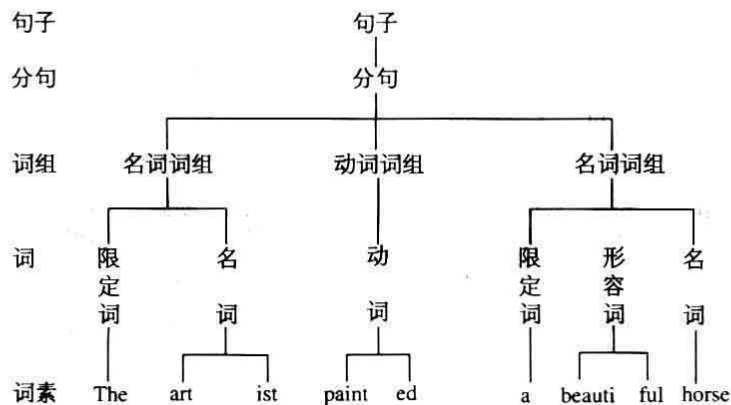 句子 句子
分句 分句
词组 名词词组 动词词组 名词词组
词 限定词 名词 动词 限定词 形容词 名词
词素 The art ist paint ed a beauti ful horse